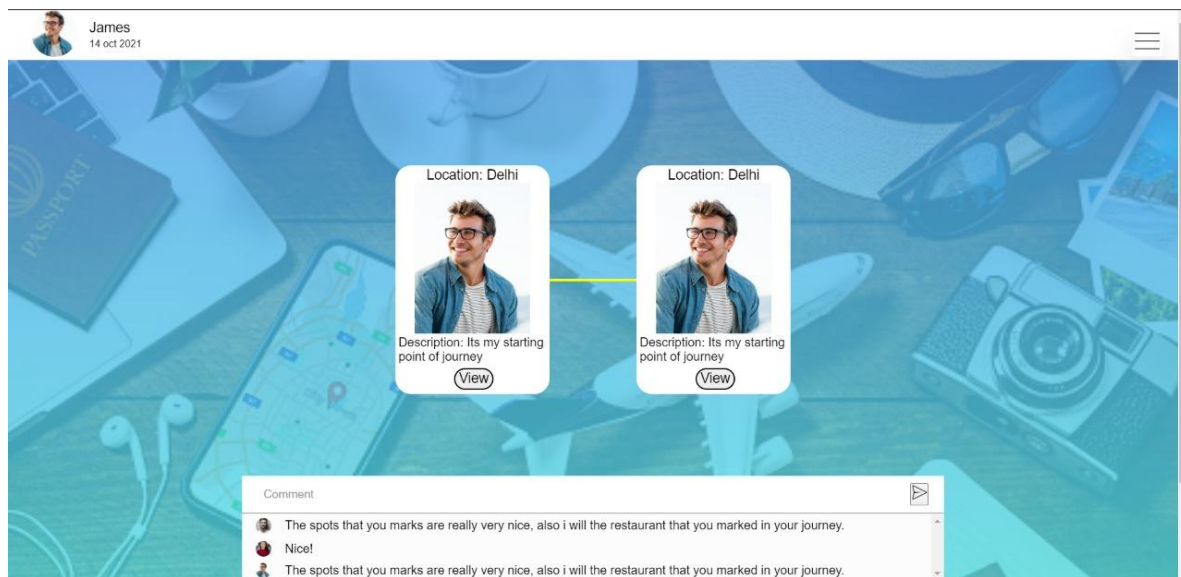 James
14 oct 2021
PASSPORT
Location: Delhi
Description: Its my starting
point of journey
View
Location: Delhi
Description: Its my starting
point of journey
View
Comment
The spots that you marks are really very nice, also i will the restaurant that you marked in your journey.
Nice!
The spots that you marks are really very nice, also i will the restaurant that you marked in your journey.